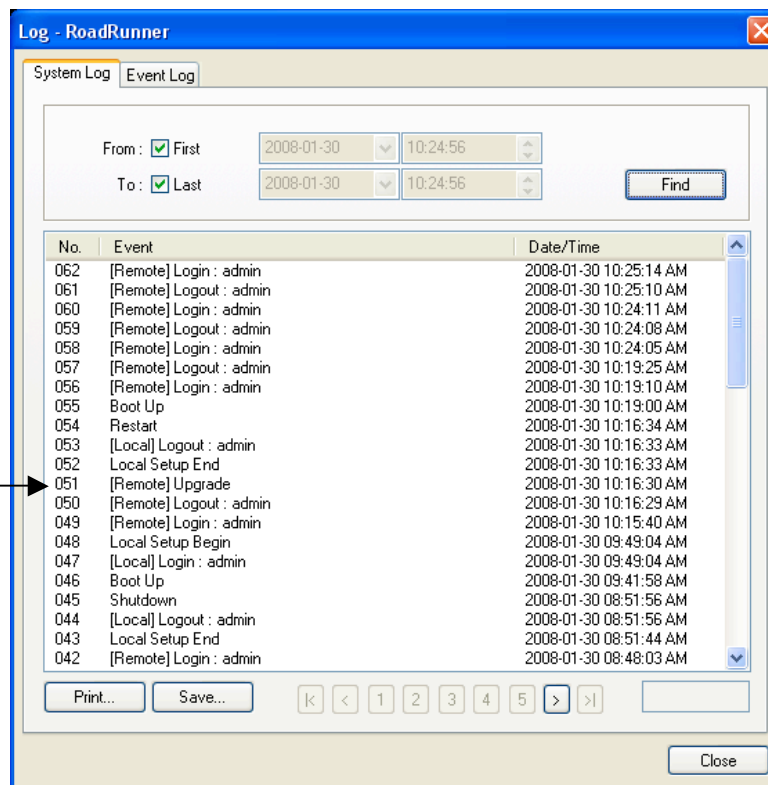 Log - RoadRunner
System Log Event Log
From : First 2008-01-30 10:24:56
To : Last 2008-01-30 10:24:56
Find
No. Event Date/Time
062 [Remote] Login : admin 2008-01-30 10:25:14 AM
061 [Remote] Logout : admin 2008-01-30 10:25:10 AM
060 [Remote] Login : admin 2008-01-30 10:24:11 AM
059 [Remote] Logout : admin 2008-01-30 10:24:08 AM
058 [Remote] Login : admin 2008-01-30 10:24:05 AM
057 [Remote] Logout : admin 2008-01-30 10:19:25 AM
056 [Remote] Login : admin 2008-01-30 10:19:10 AM
055 Boot Up 2008-01-30 10:19:00 AM
054 Restart 2008-01-30 10:16:34 AM
053 [Local] Logout : admin 2008-01-30 10:16:33 AM
052 Local Setup End 2008-01-30 10:16:33 AM
051 [Remote] Upgrade 2008-01-30 10:16:30 AM
050 [Remote] Logout : admin 2008-01-30 10:16:29 AM
049 [Remote] Login : admin 2008-01-30 10:15:40 AM
048 Local Setup Begin 2008-01-30 09:49:04 AM
047 [Local] Login : admin 2008-01-30 09:49:04 AM
046 Boot Up 2008-01-30 09:41:58 AM
045 Shutdown 2008-01-30 08:51:56 AM
044 [Local] Logout : admin 2008-01-30 08:51:56 AM
043 Local Setup End 2008-01-30 08:51:44 AM
042 [Remote] Login : admin 2008-01-30 08:48:03 AM
Print... Save... |< < 1 2 3 4 5 > >|
Close